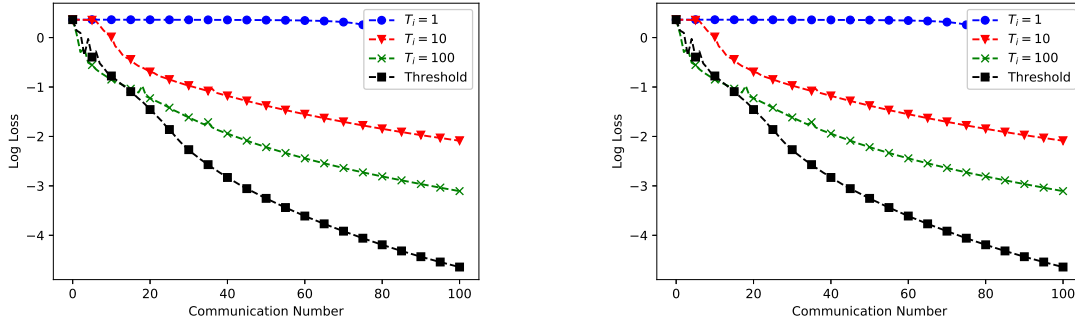 0
−1
−2
−3
−4
Log Loss
0
20
40
60
80
100
Communication Number
T_i = 1
T_i = 10
T_i = 100
Threshold
0
−1
−2
−3
−4
Log Loss
0
20
40
60
80
100
Communication Number
T_i = 1
T_i = 10
T_i = 100
Threshold